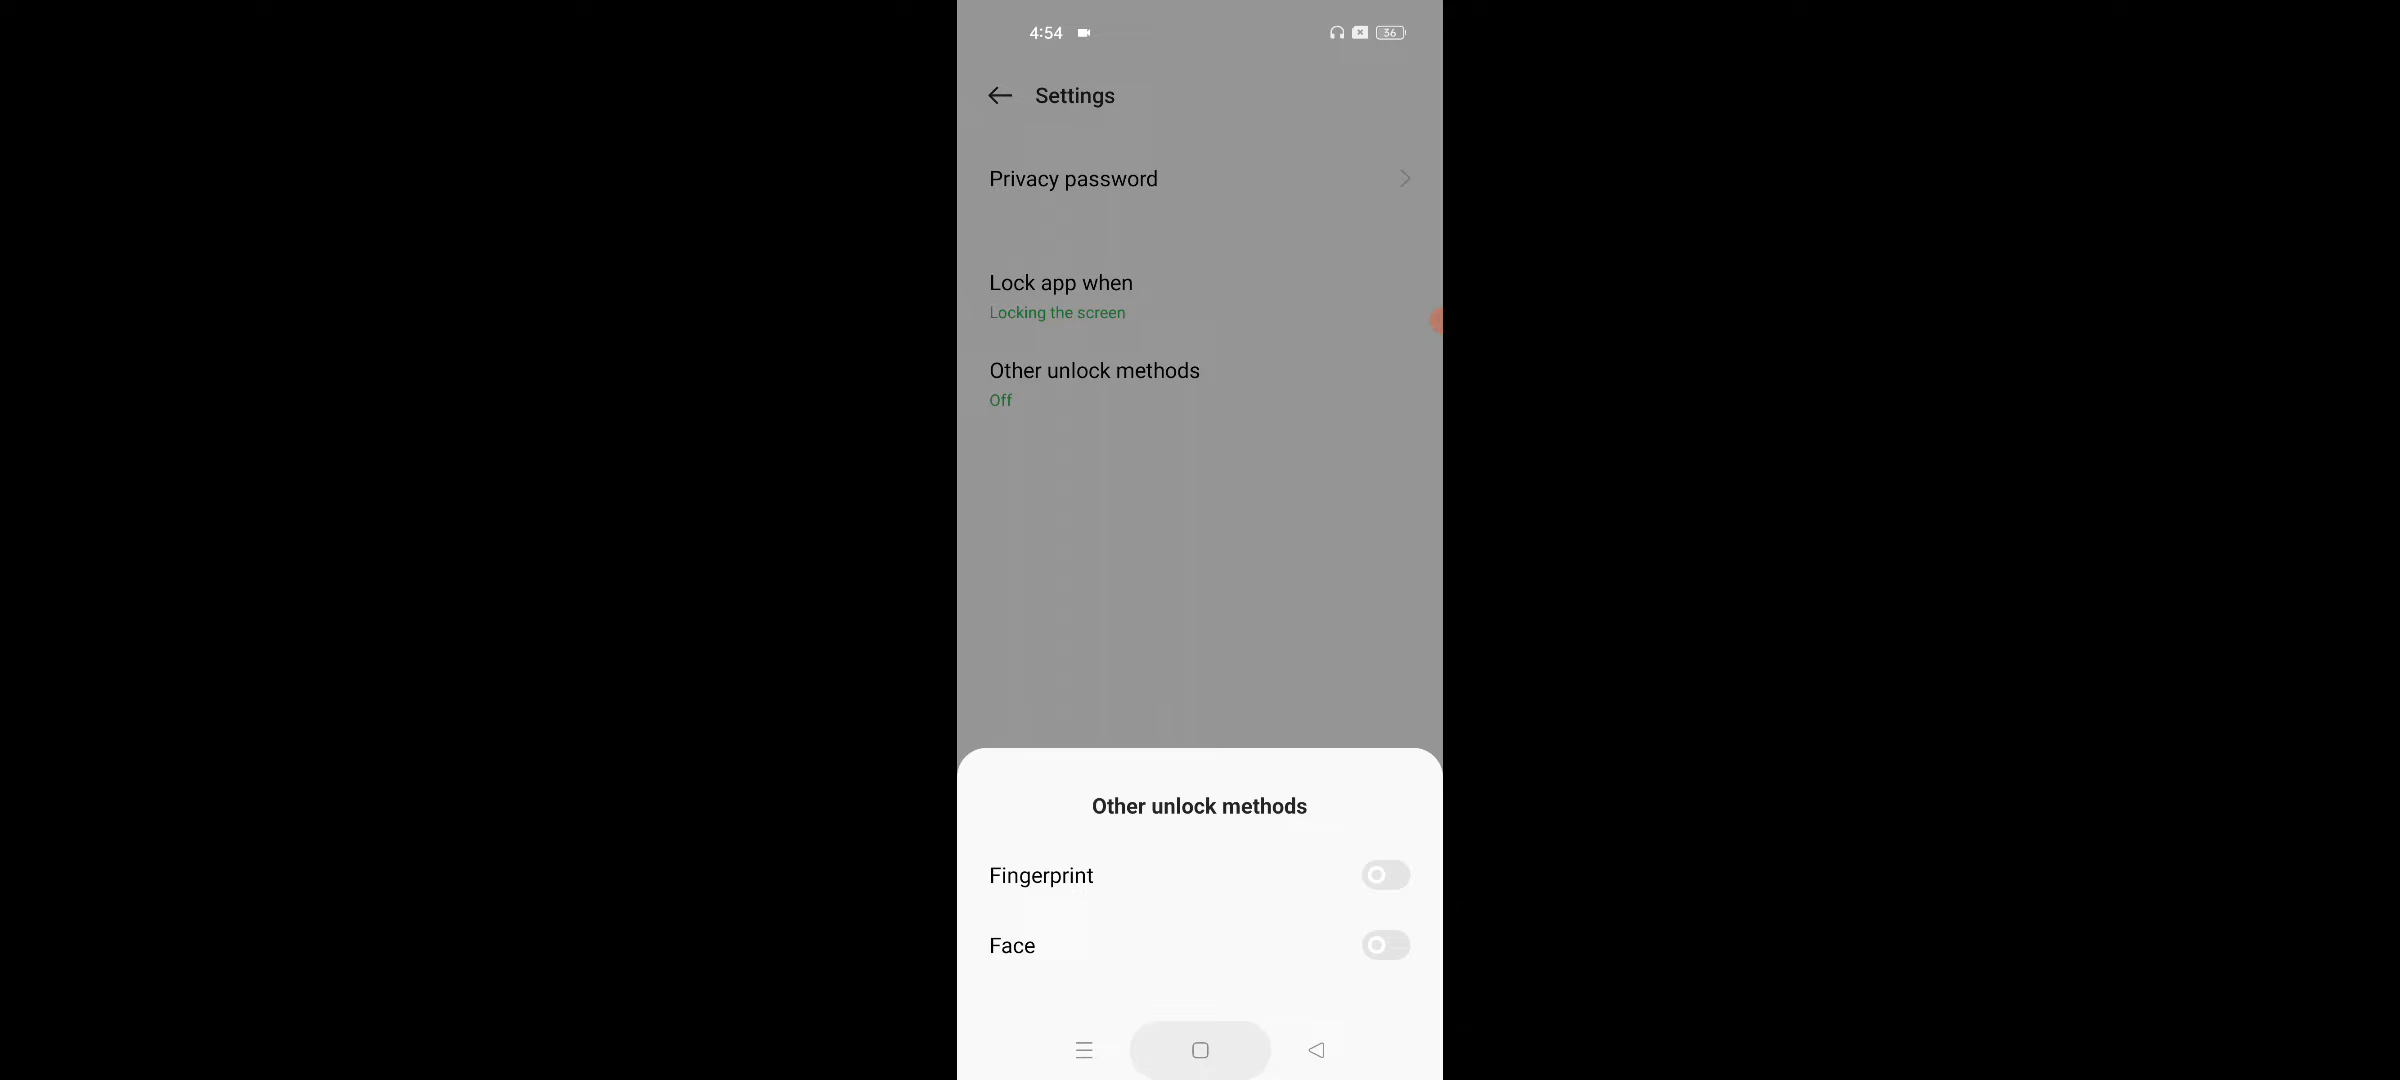 4:54
36
Settings
Privacy password
Lock app when
Locking the screen
Other unlock methods
Off
Other unlock methods
Fingerprint
Face